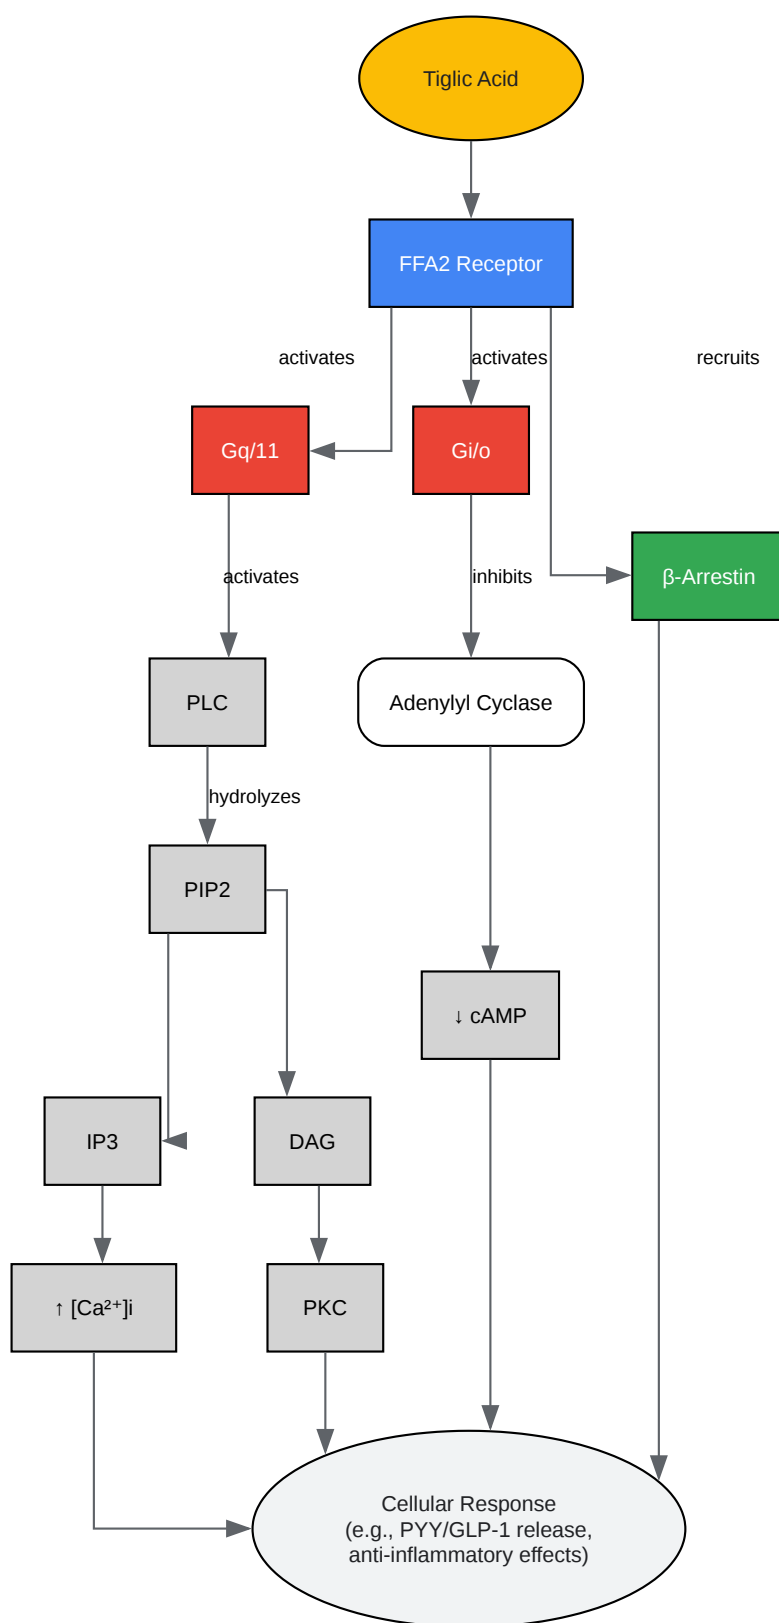 Tiglic Acid
FFA2 Receptor
activates
activates
recruits
Gq/11
Gi/o
activates
inhibits
β-Arrestin
PLC
Adenylyl Cyclase
hydrolyzes
PIP2
↓ cAMP
IP3
DAG
↑ [Ca²⁺]i
PKC
Cellular Response
(e.g., PYY/GLP-1 release,
anti-inflammatory effects)